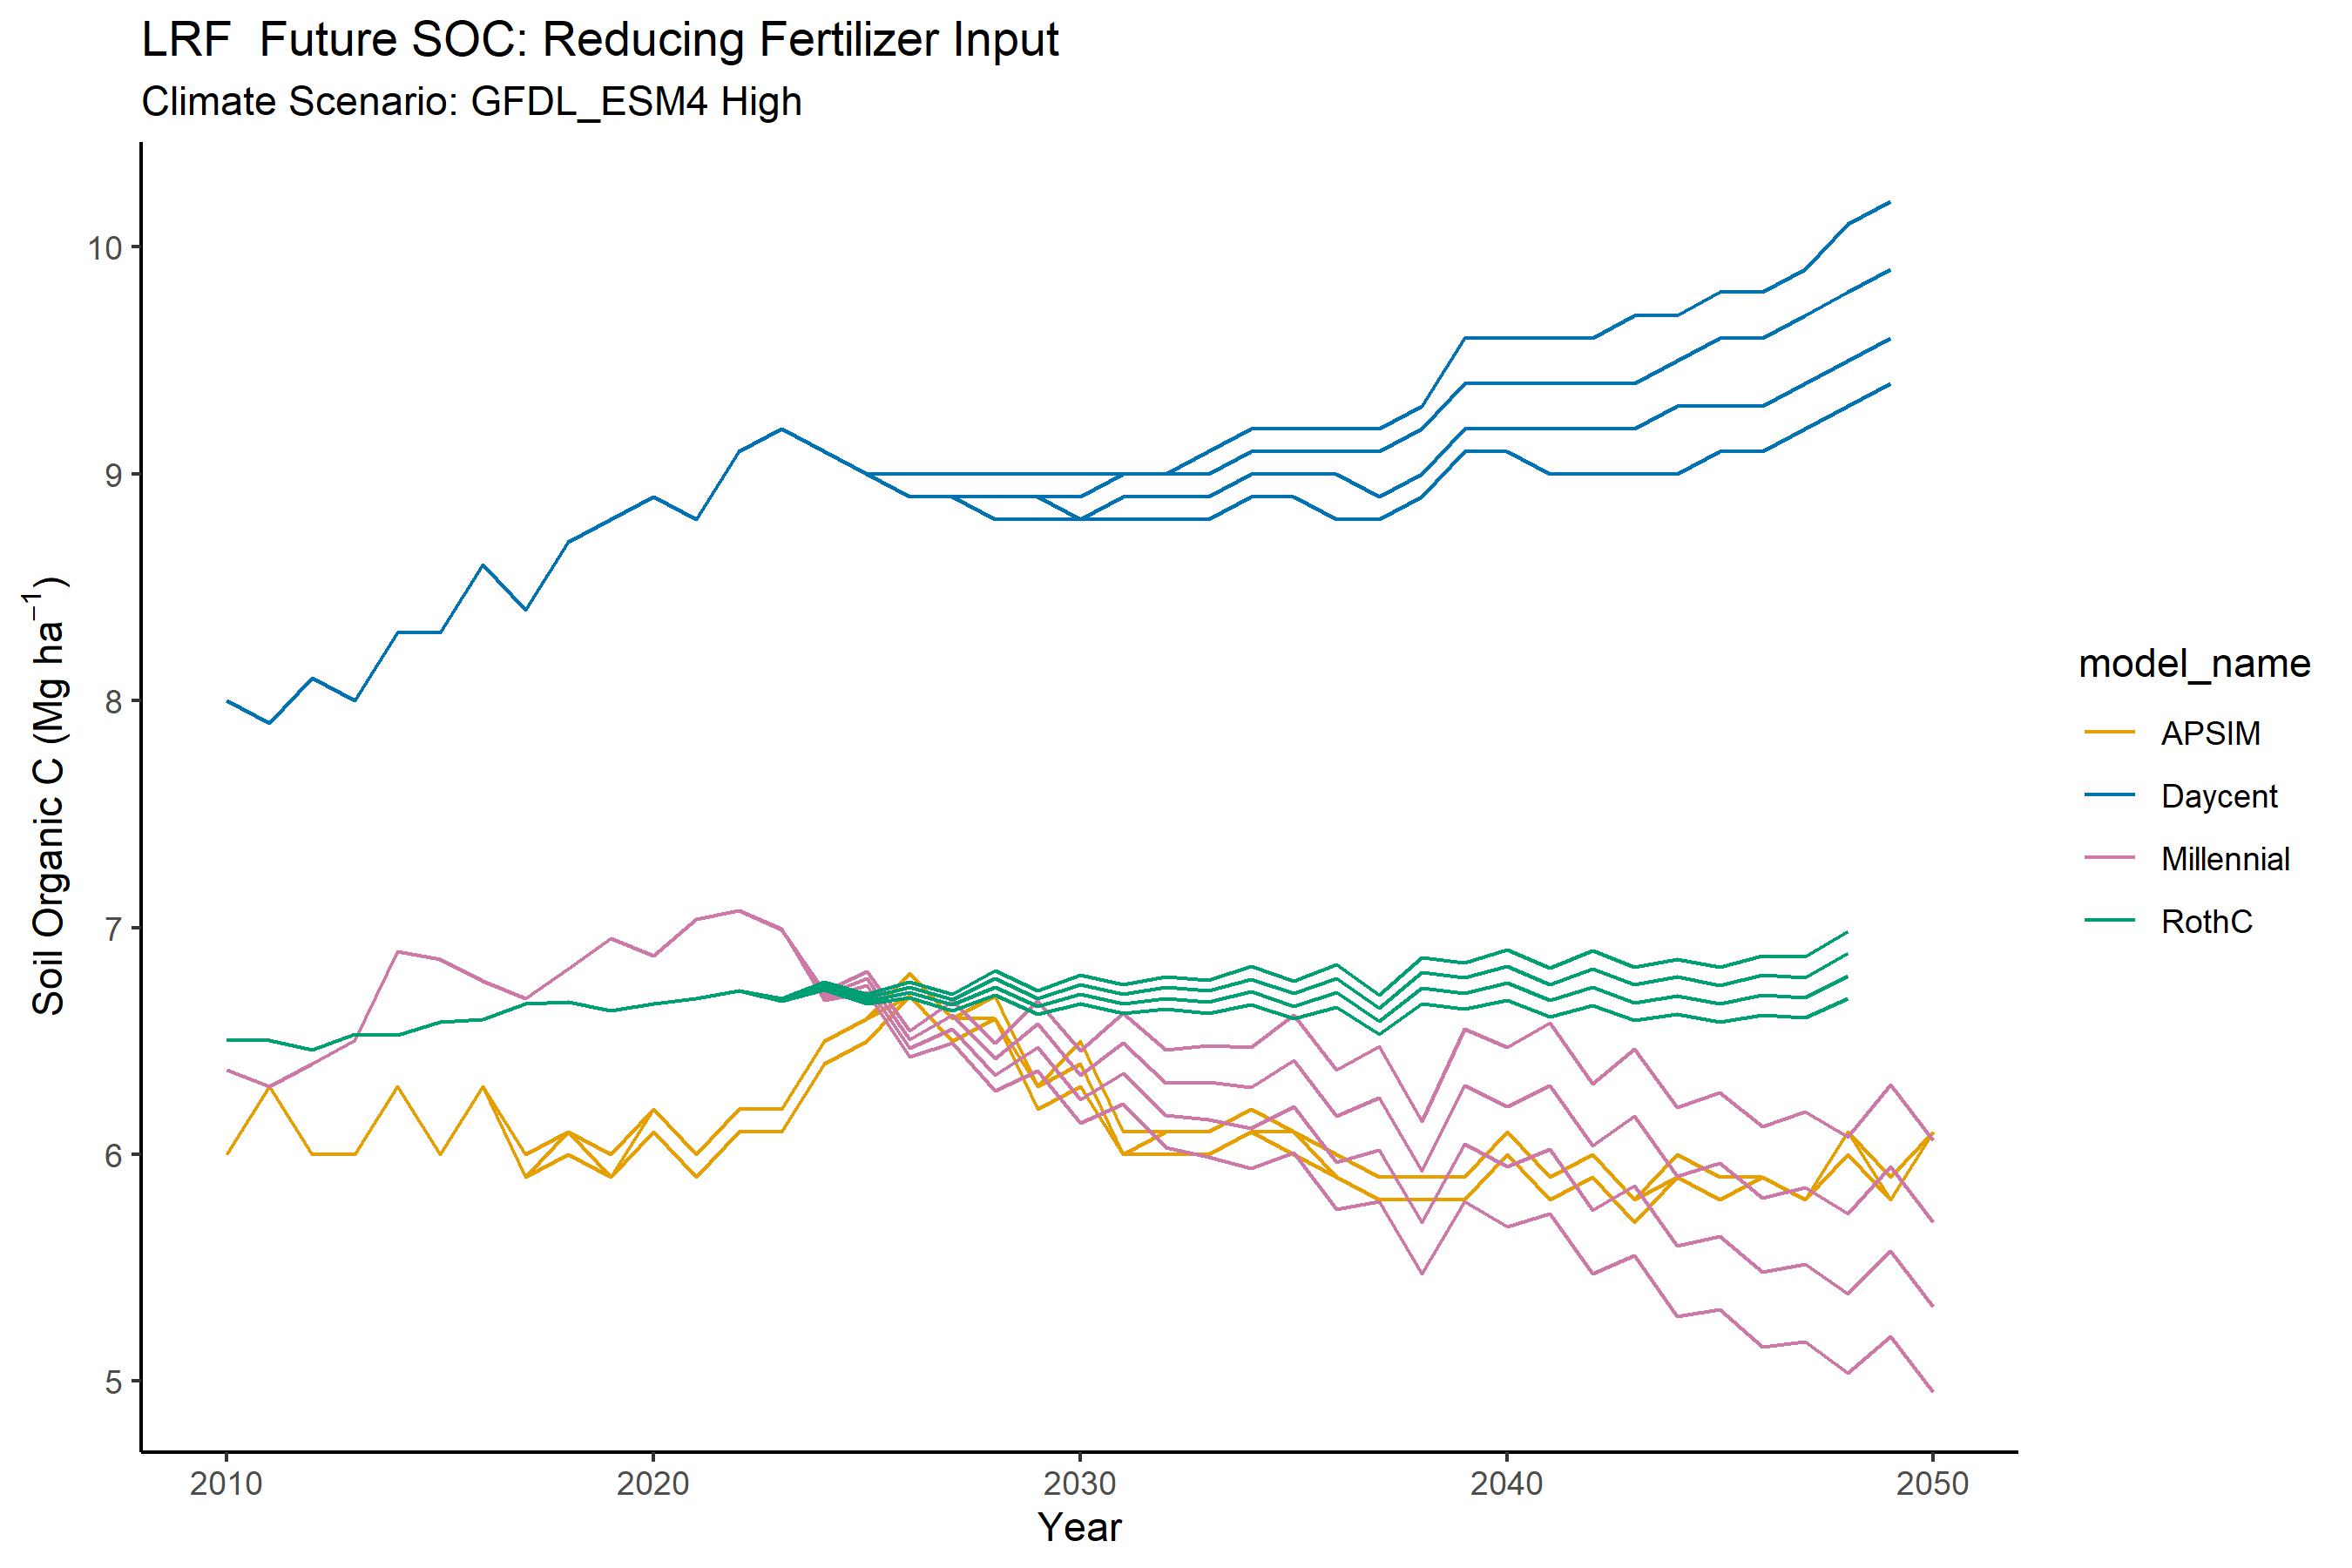 LRF  Future SOC: Reducing Fertilizer Input
Climate Scenario: GFDL_ESM4 High
Soil Organic C (Mg ha⁻¹)
10
9
8
7
6
5
2010 2020 2030 2040 2050
Year
model_name
APSIM
Daycent
Millennial
RothC